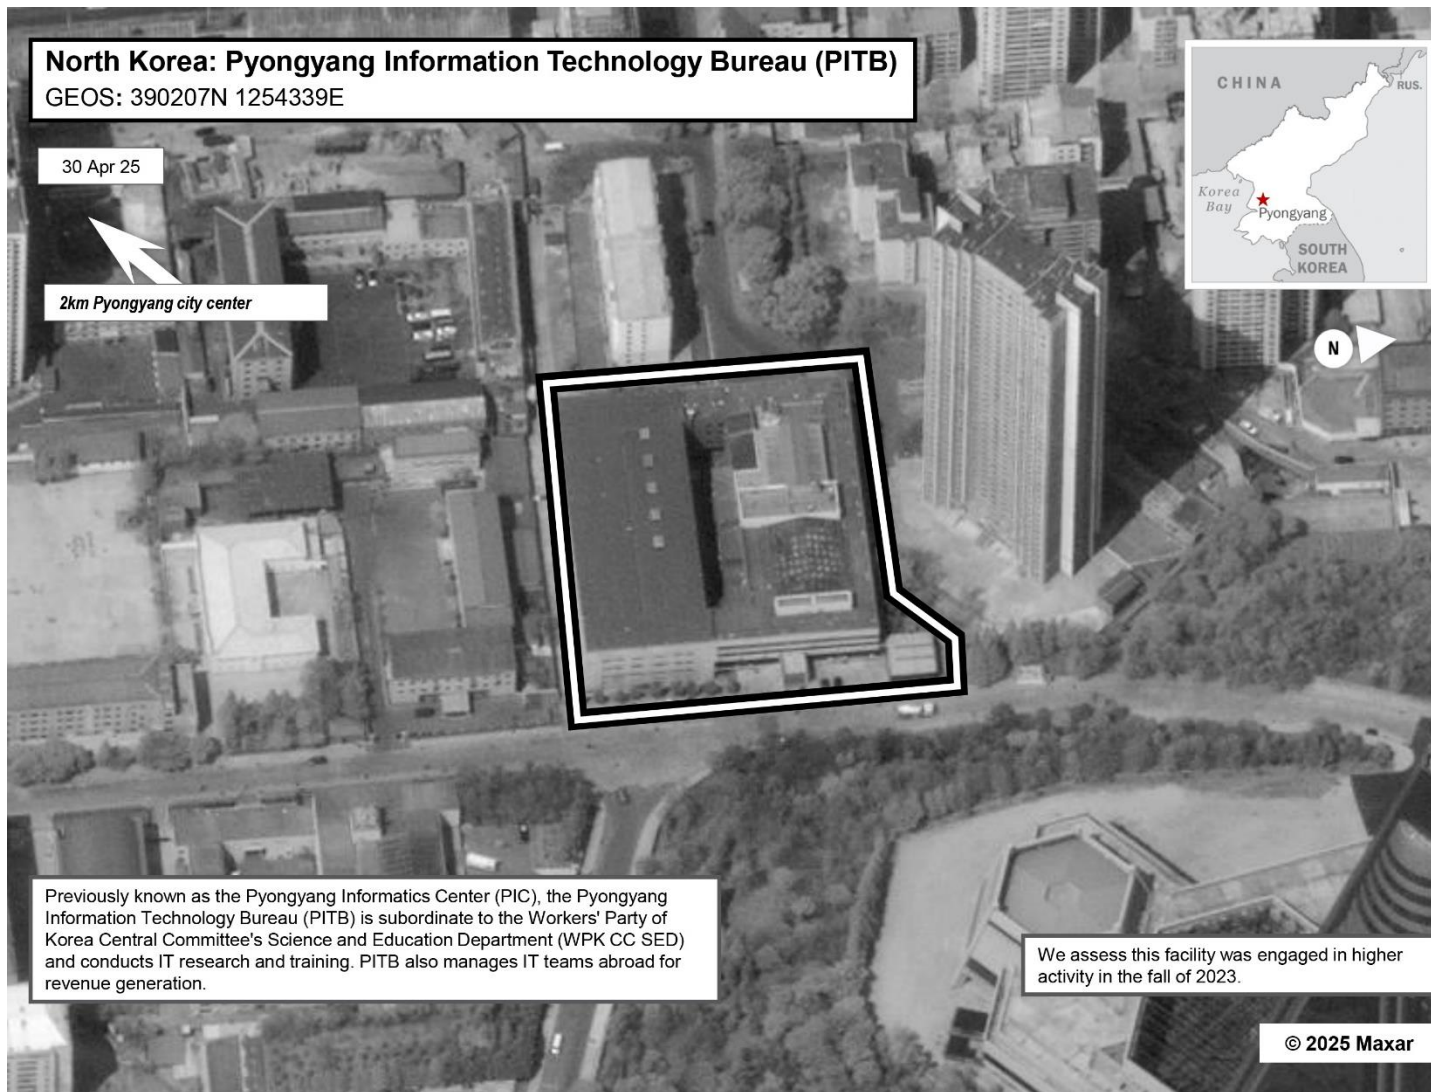 North Korea: Pyongyang Information Technology Bureau (PITB)
GEOS: 390207N 1254339E
30 Apr 25
2km Pyongyang city center
CHINA
RUS.
Korea
Bay
Pyongyang
SOUTH
KOREA
N
Previously known as the Pyongyang Informatics Center (PIC), the Pyongyang
Information Technology Bureau (PITB) is subordinate to the Workers' Party of
Korea Central Committee's Science and Education Department (WPK CC SED)
and conducts IT research and training. PITB also manages IT teams abroad for
revenue generation.
We assess this facility was engaged in higher
activity in the fall of 2023.
© 2025 Maxar